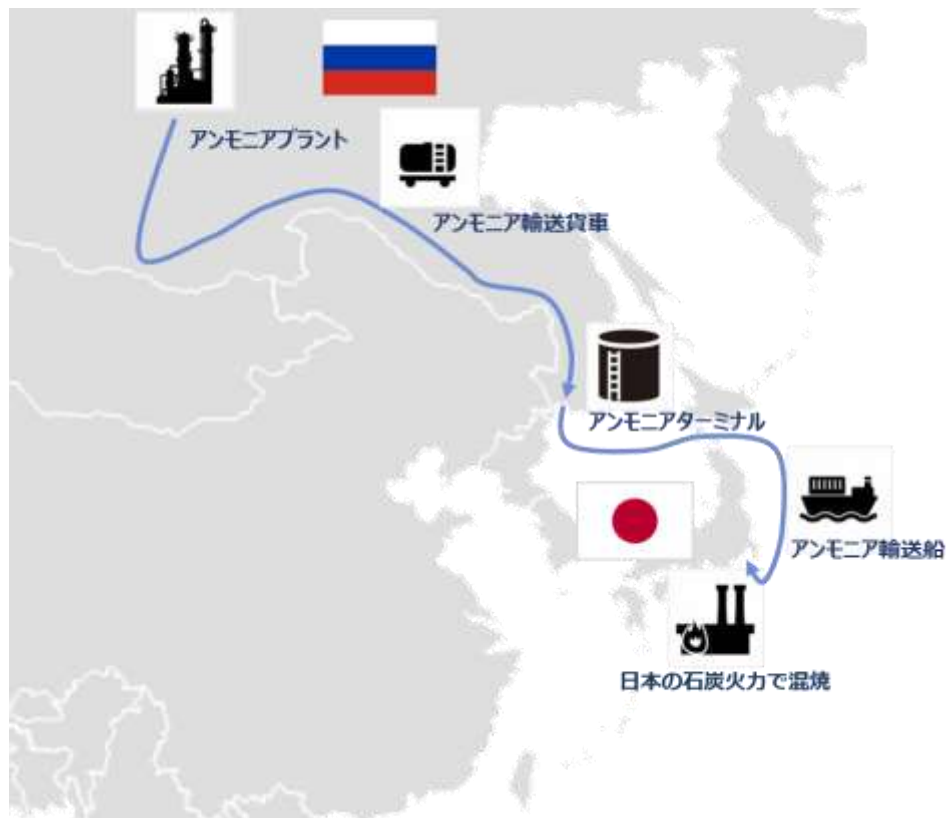 アンモニアプラント
アンモニア輸送貨車
アンモニアターミナル
アンモニア輸送船
日本の石炭火力で混焼